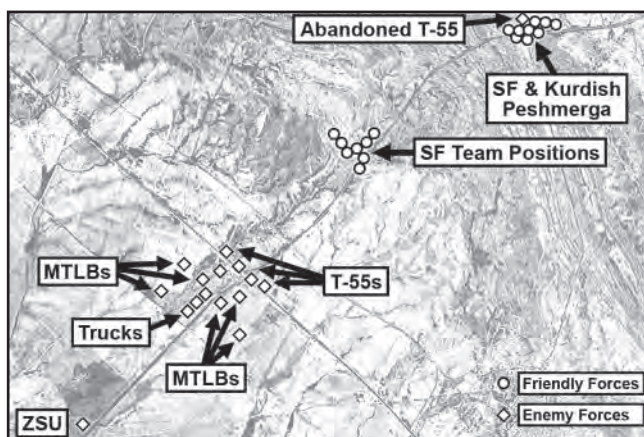 Abandoned T-55
SF & Kurdish
Peshmerga
SF Team Positions
MTLBs
T-55s
Trucks
MTLBs
ZSU
Friendly Forces
Enemy Forces